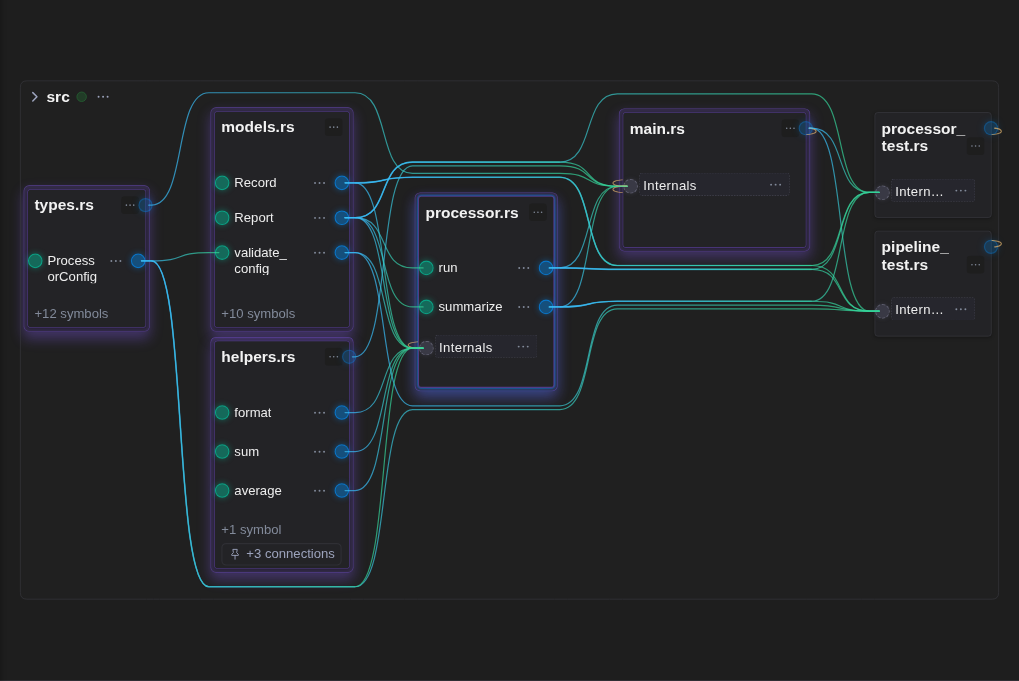 src
types.rs
Process
orConfig
+12 symbols
models.rs
Record
Report
validate_
config
+10 symbols
helpers.rs
format
sum
average
+1 symbol
+3 connections
processor.rs
run
summarize
Internals
main.rs
Internals
processor_
test.rs
Intern...
pipeline_
test.rs
Intern...